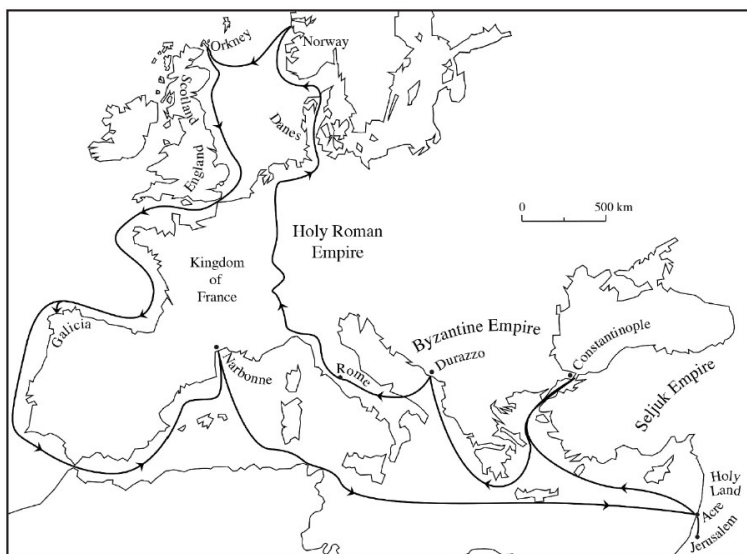 Orkney
Norway
Scotland
Danes
England
0 500 km
Holy Roman
Empire
Kingdom
of
France
Galicia
Byzantine Empire
Constantinople
Narbonne
Durazzo
Rome
Seljuk Empire
Holy
Land
Acre
Jerusalem